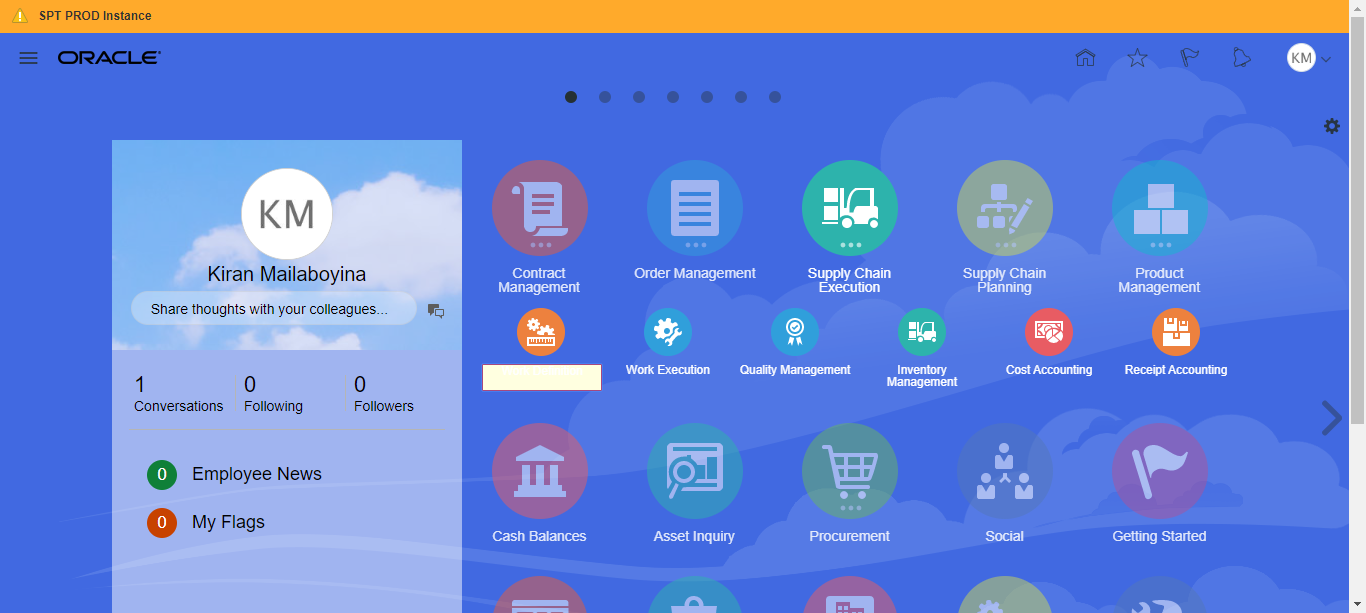 SPT PROD Instance
ORACLE
KM
KM
Kiran Mailaboyina
Share thoughts with your colleagues...
1
0
0
Conversations
Following
Followers
0 Employee News
0 My Flags
Contract
Management
Order Management
Supply Chain
Execution
Supply Chain
Planning
Product
Management
Work Execution
Quality Management
Inventory
Management
Cost Accounting
Receipt Accounting
Cash Balances
Asset Inquiry
Procurement
Social
Getting Started